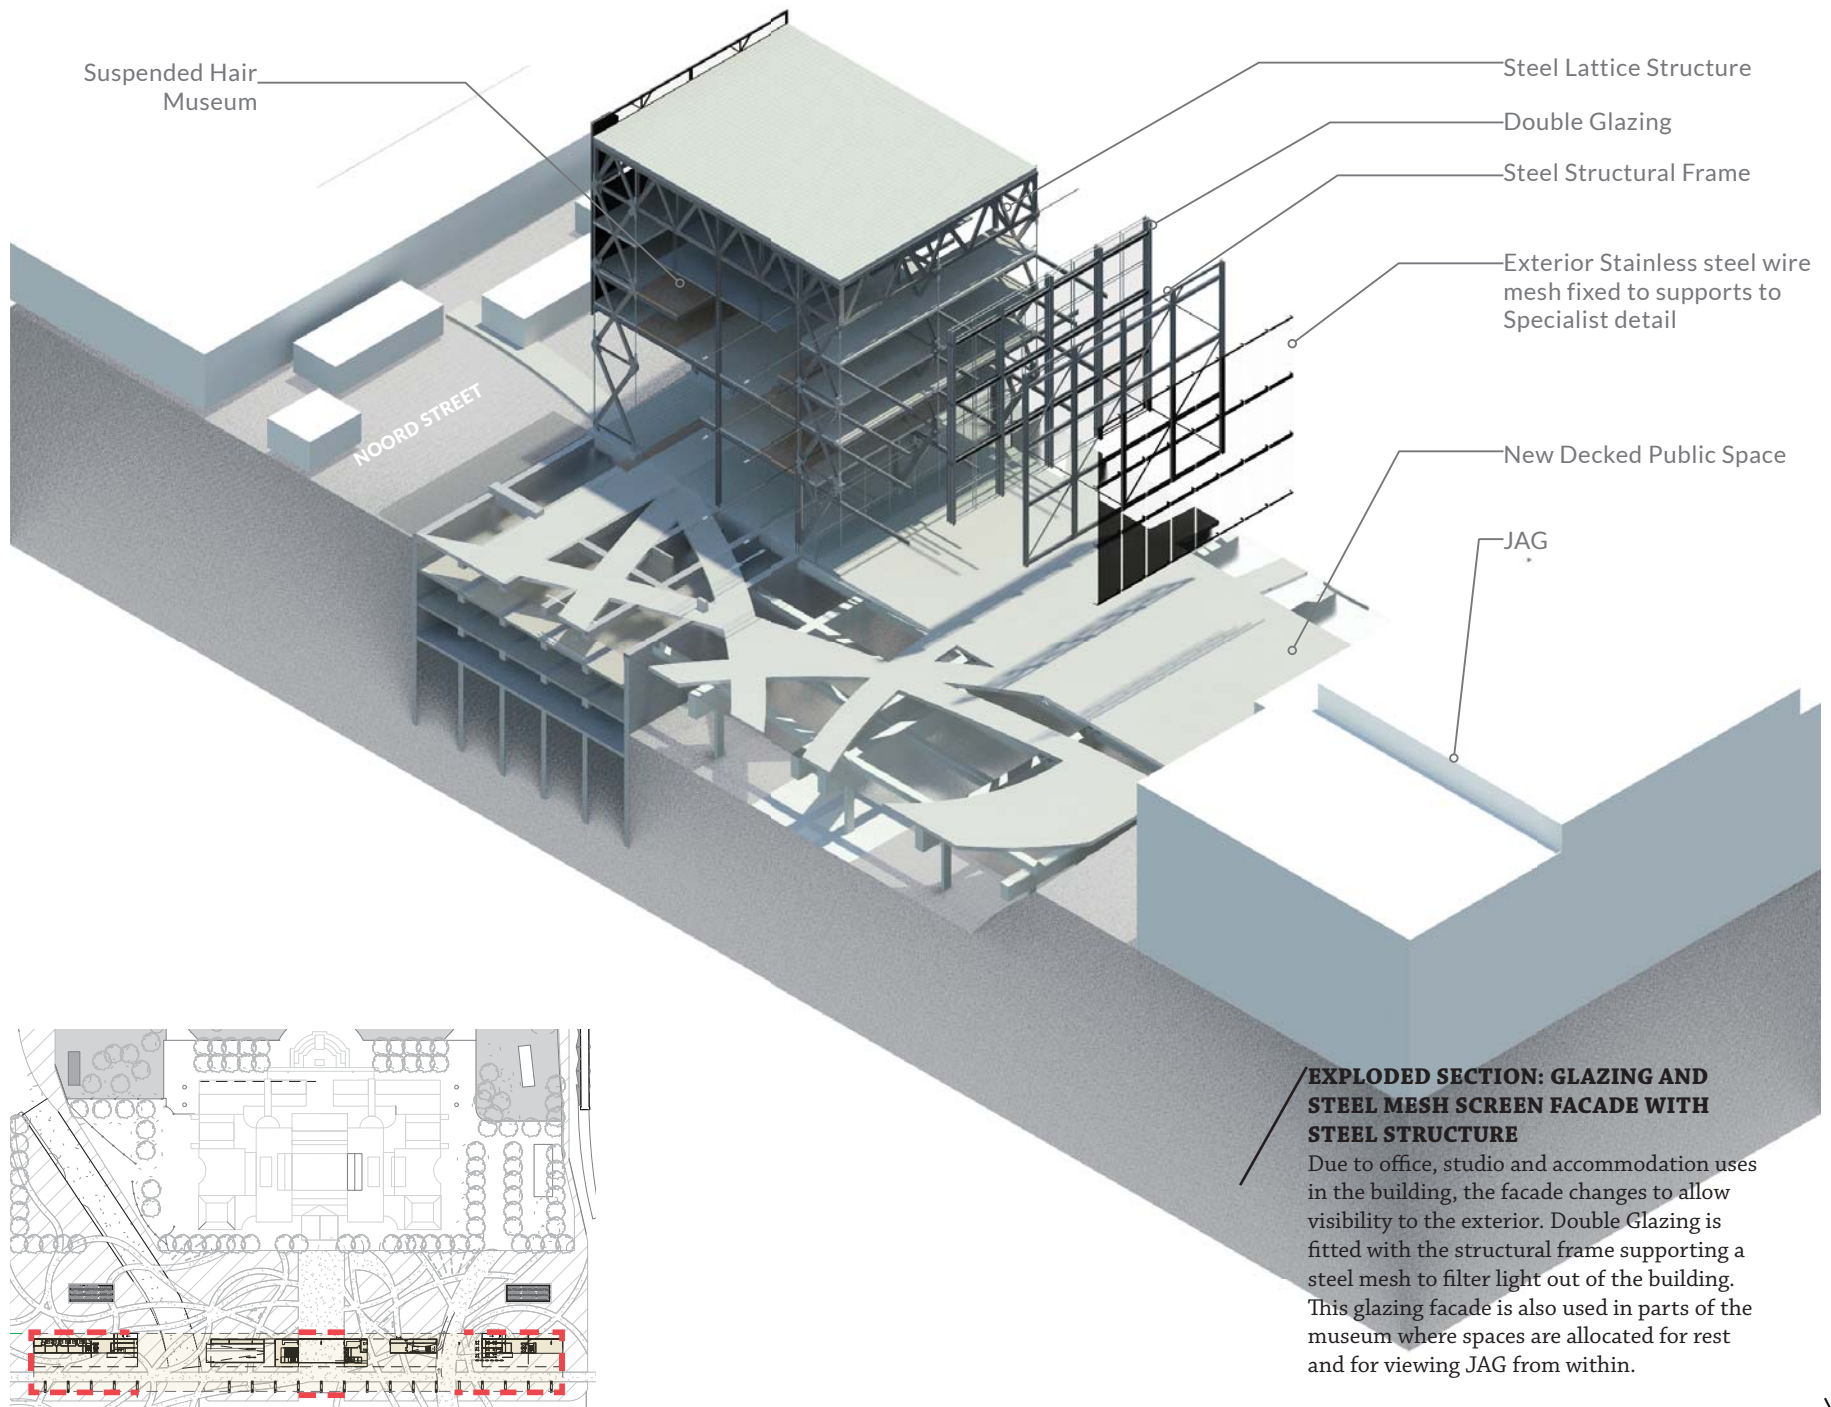 Suspended Hair
Museum
Steel Lattice Structure
Double Glazing
Steel Structural Frame
Exterior Stainless steel wire
mesh fixed to supports to
Specialist detail
New Decked Public Space
JAG
NOORD STREET
EXPLODED SECTION: GLAZING AND
STEEL MESH SCREEN FACADE WITH
STEEL STRUCTURE
Due to office, studio and accommodation uses
in the building, the facade changes to allow
visibility to the exterior. Double Glazing is
fitted with the structural frame supporting a
steel mesh to filter light out of the building.
This glazing facade is also used in parts of the
museum where spaces are allocated for rest
and for viewing JAG from within.